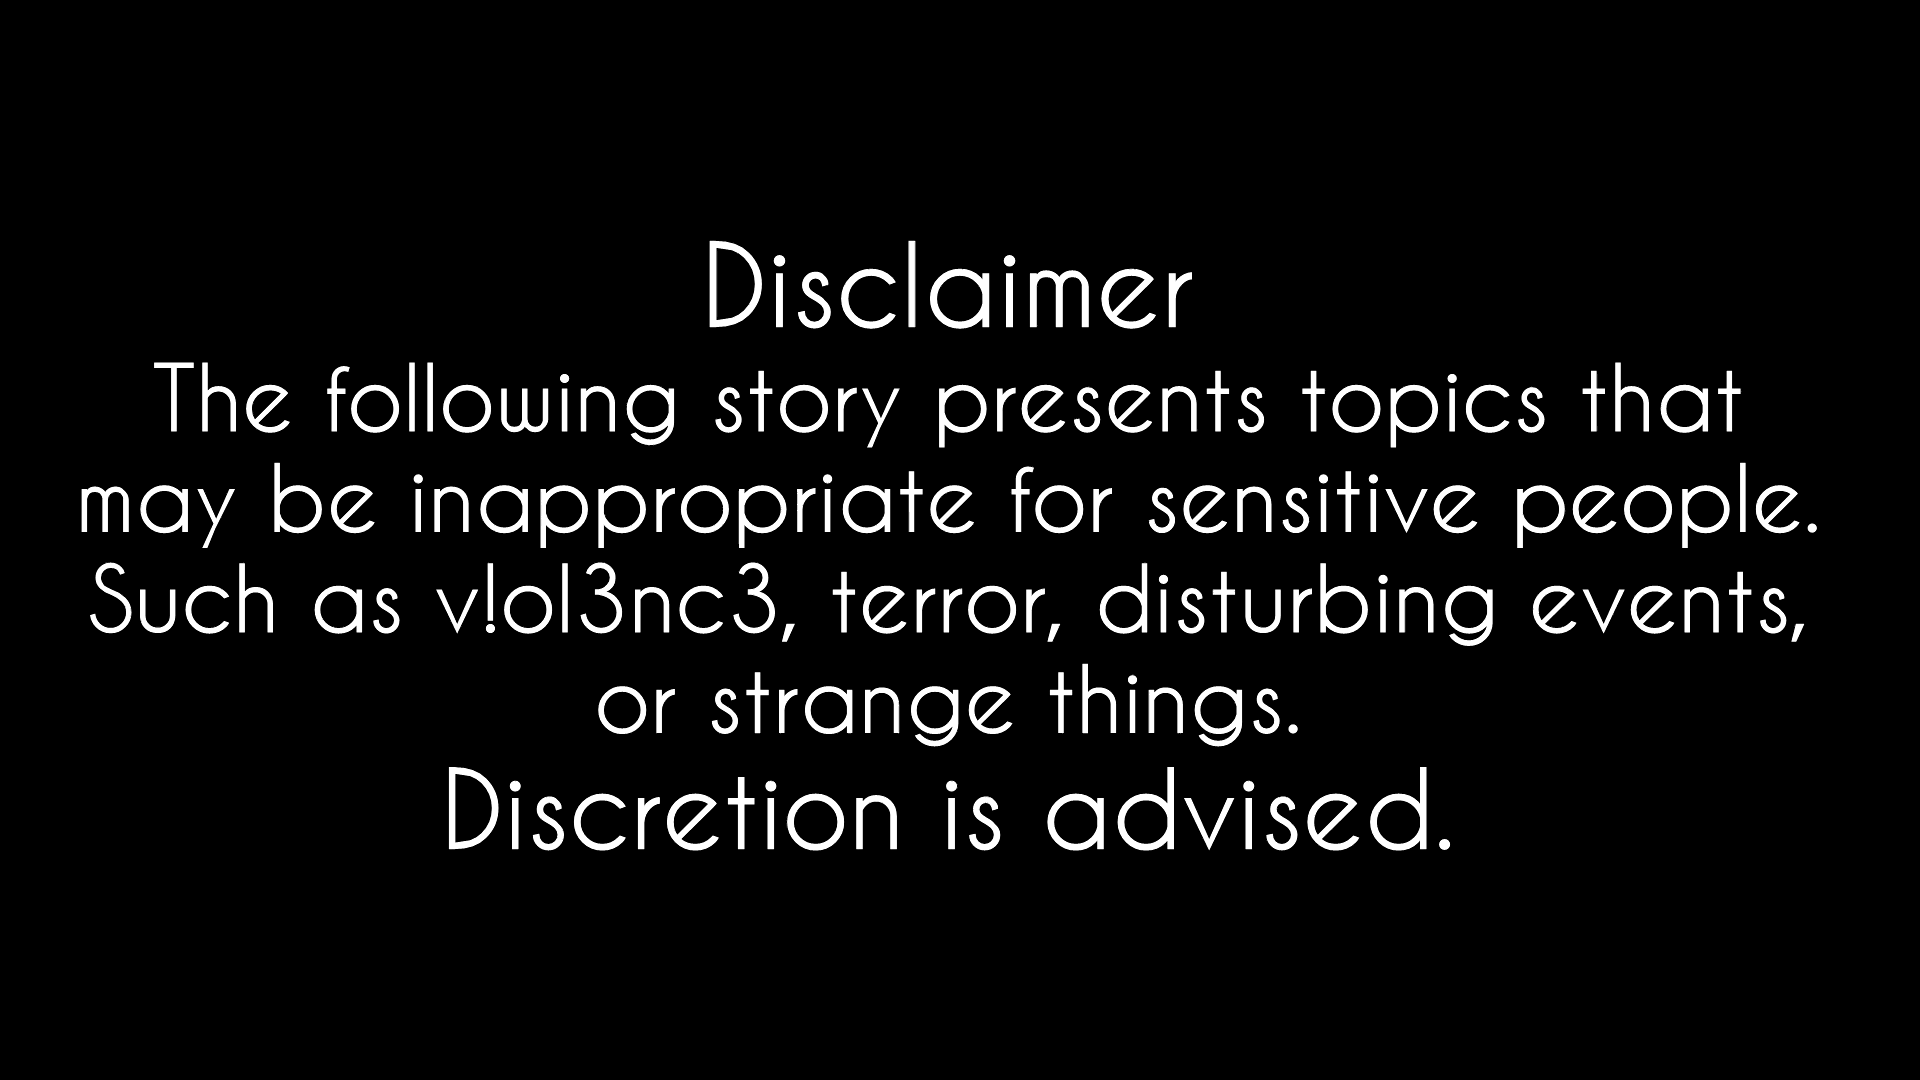 Disclaimer
The following story presents topics that
may be inappropriate for sensitive people.
Such as v!ol3nc3, terror, disturbing events,
or strange things.
Discretion is advised.